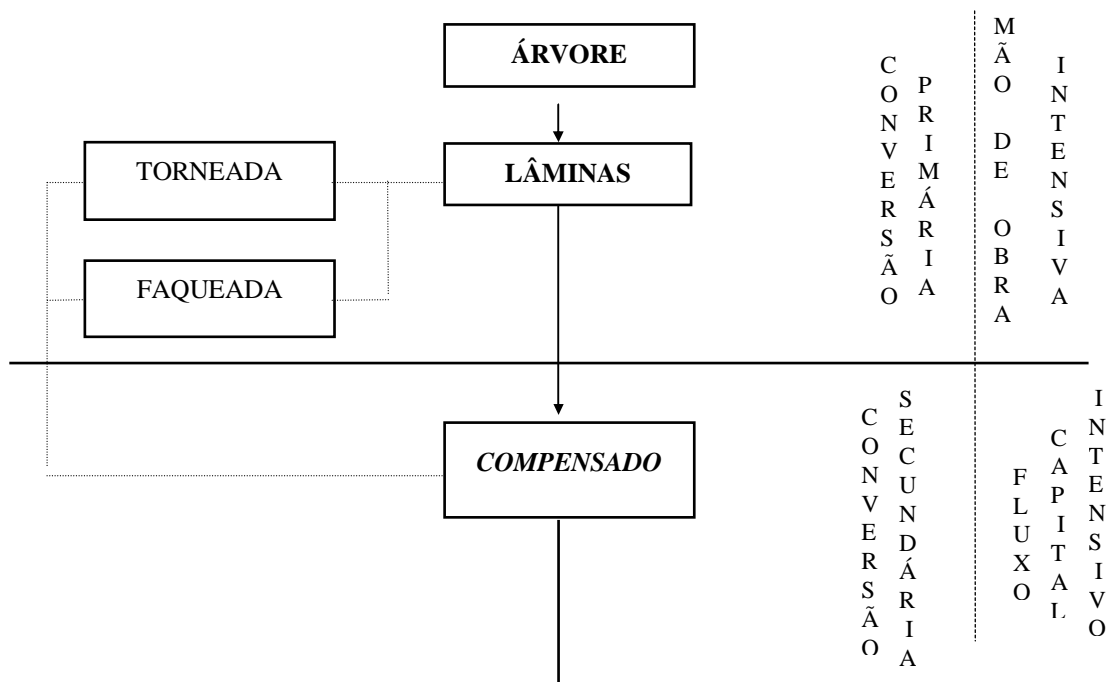 ÁRVORE
LÂMINAS
TORNEADA
FAQUEADA
COMPENSADO
CONVERSÃO
PRIMÁRIA
MÃO DE OBRA
INTENSIVA
CONVERSÃO
SECUNDÁRIA
FLUXO
CAPITAL
INTENSIVO